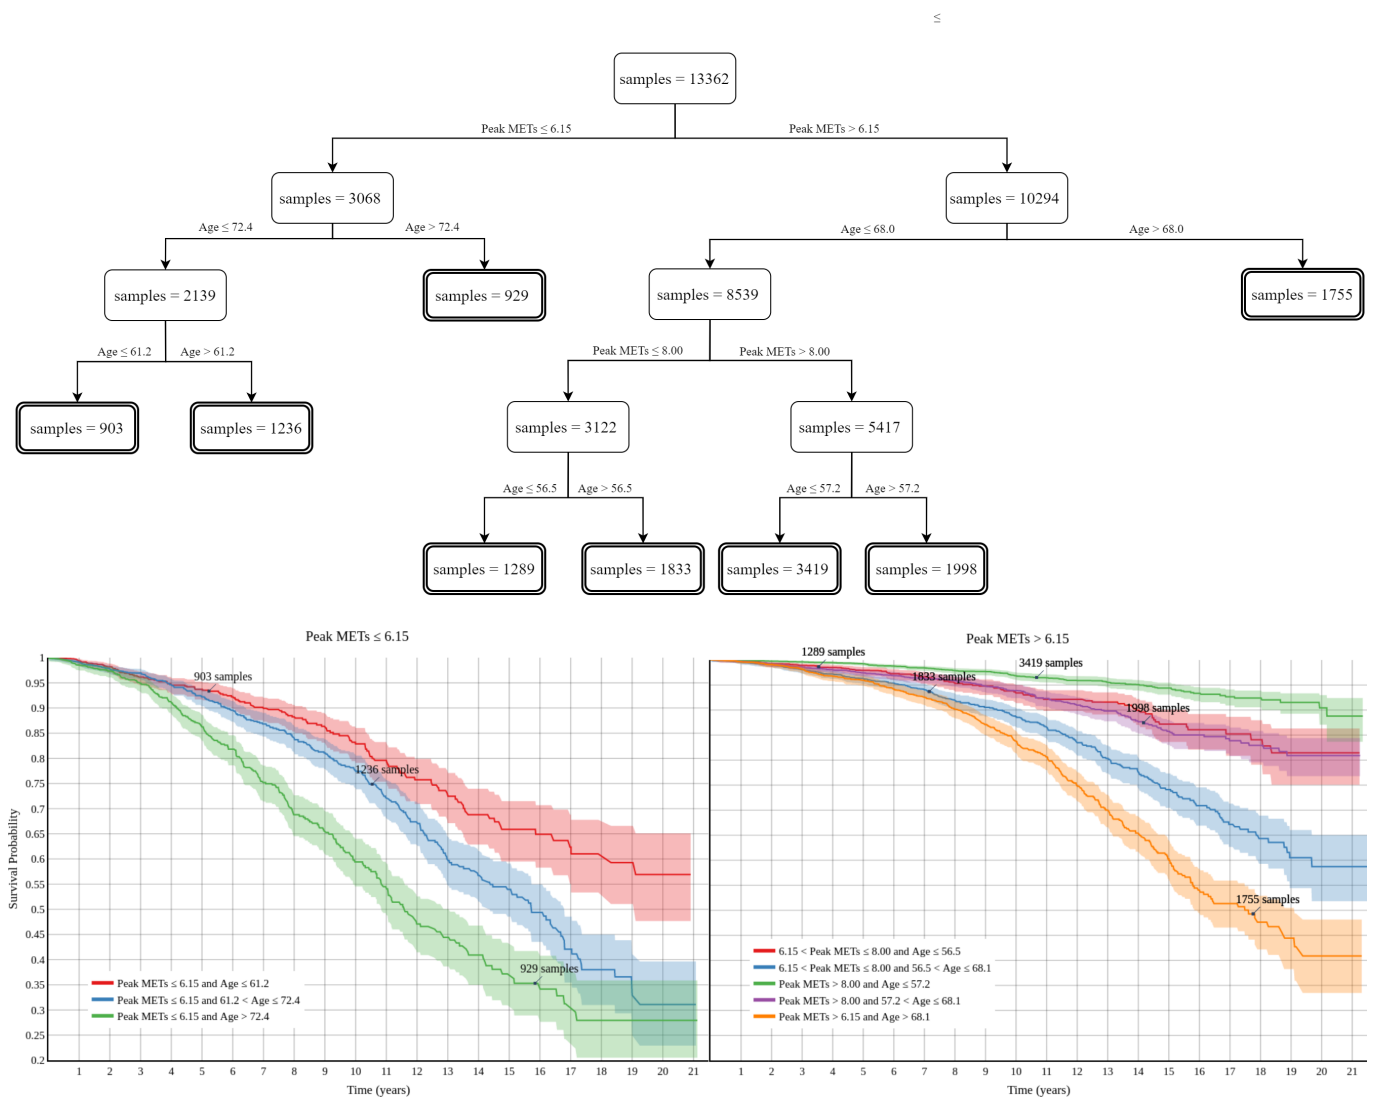 ≤
samples = 13362
Peak METs ≤ 6.15
Peak METs > 6.15
samples = 3068
samples = 10294
Age ≤ 72.4
Age > 72.4
Age ≤ 68.0
Age > 68.0
samples = 2139
samples = 929
samples = 8539
samples = 1755
Age ≤ 61.2
Age > 61.2
Peak METs ≤ 8.00
Peak METs > 8.00
samples = 903
samples = 1236
samples = 3122
samples = 5417
Age ≤ 56.5
Age > 56.5
Age ≤ 57.2
Age > 57.2
samples = 1289
samples = 1833
samples = 3419
samples = 1998
Peak METs ≤ 6.15
1
0.95
0.9
0.85
0.8
0.75
0.7
0.65
0.6
0.55
0.5
0.45
0.4
0.35
0.3
0.25
0.2
Survival Probability
903 samples
1236 samples
929 samples
Peak METs ≤ 6.15 and Age ≤ 61.2
Peak METs ≤ 6.15 and 61.2 < Age ≤ 72.4
Peak METs ≤ 6.15 and Age > 72.4
1 2 3 4 5 6 7 8 9 10 11 12 13 14 15 16 17 18 19 20 21
Time (years)
Peak METs > 6.15
1289 samples
3419 samples
1833 samples
1998 samples
1755 samples
6.15 < Peak METs ≤ 8.00 and Age ≤ 56.5
6.15 < Peak METs ≤ 8.00 and 56.5 < Age ≤ 68.1
Peak METs > 8.00 and Age ≤ 57.2
Peak METs > 8.00 and 57.2 < Age ≤ 68.1
Peak METs > 6.15 and Age > 68.1
1 2 3 4 5 6 7 8 9 10 11 12 13 14 15 16 17 18 19 20 21
Time (years)